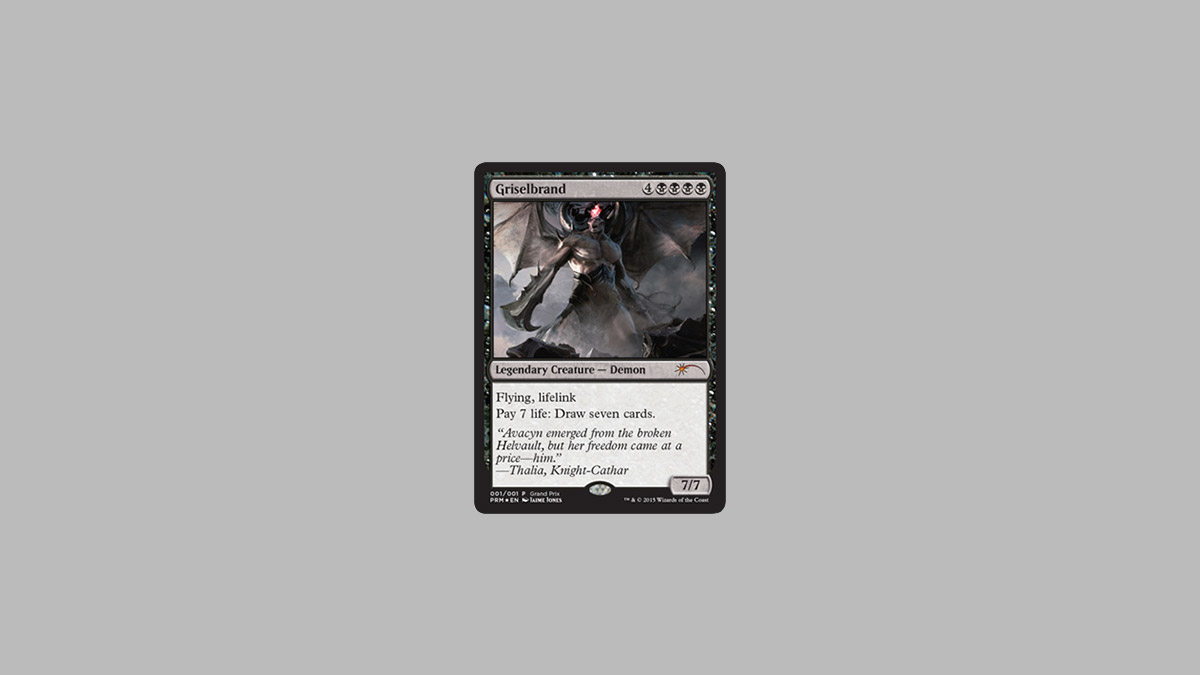 Griselbrand 4
Legendary Creature — Demon
Flying, lifelink
Pay 7 life: Draw seven cards.
“Avacyn emerged from the broken
Helvault, but her freedom came at a
price—him.”
—Thalia, Knight-Cathar
7/7
001/001 P Grand Prix
PRM★EN Jaime Jones
™ & © 2015 Wizards of the Coast